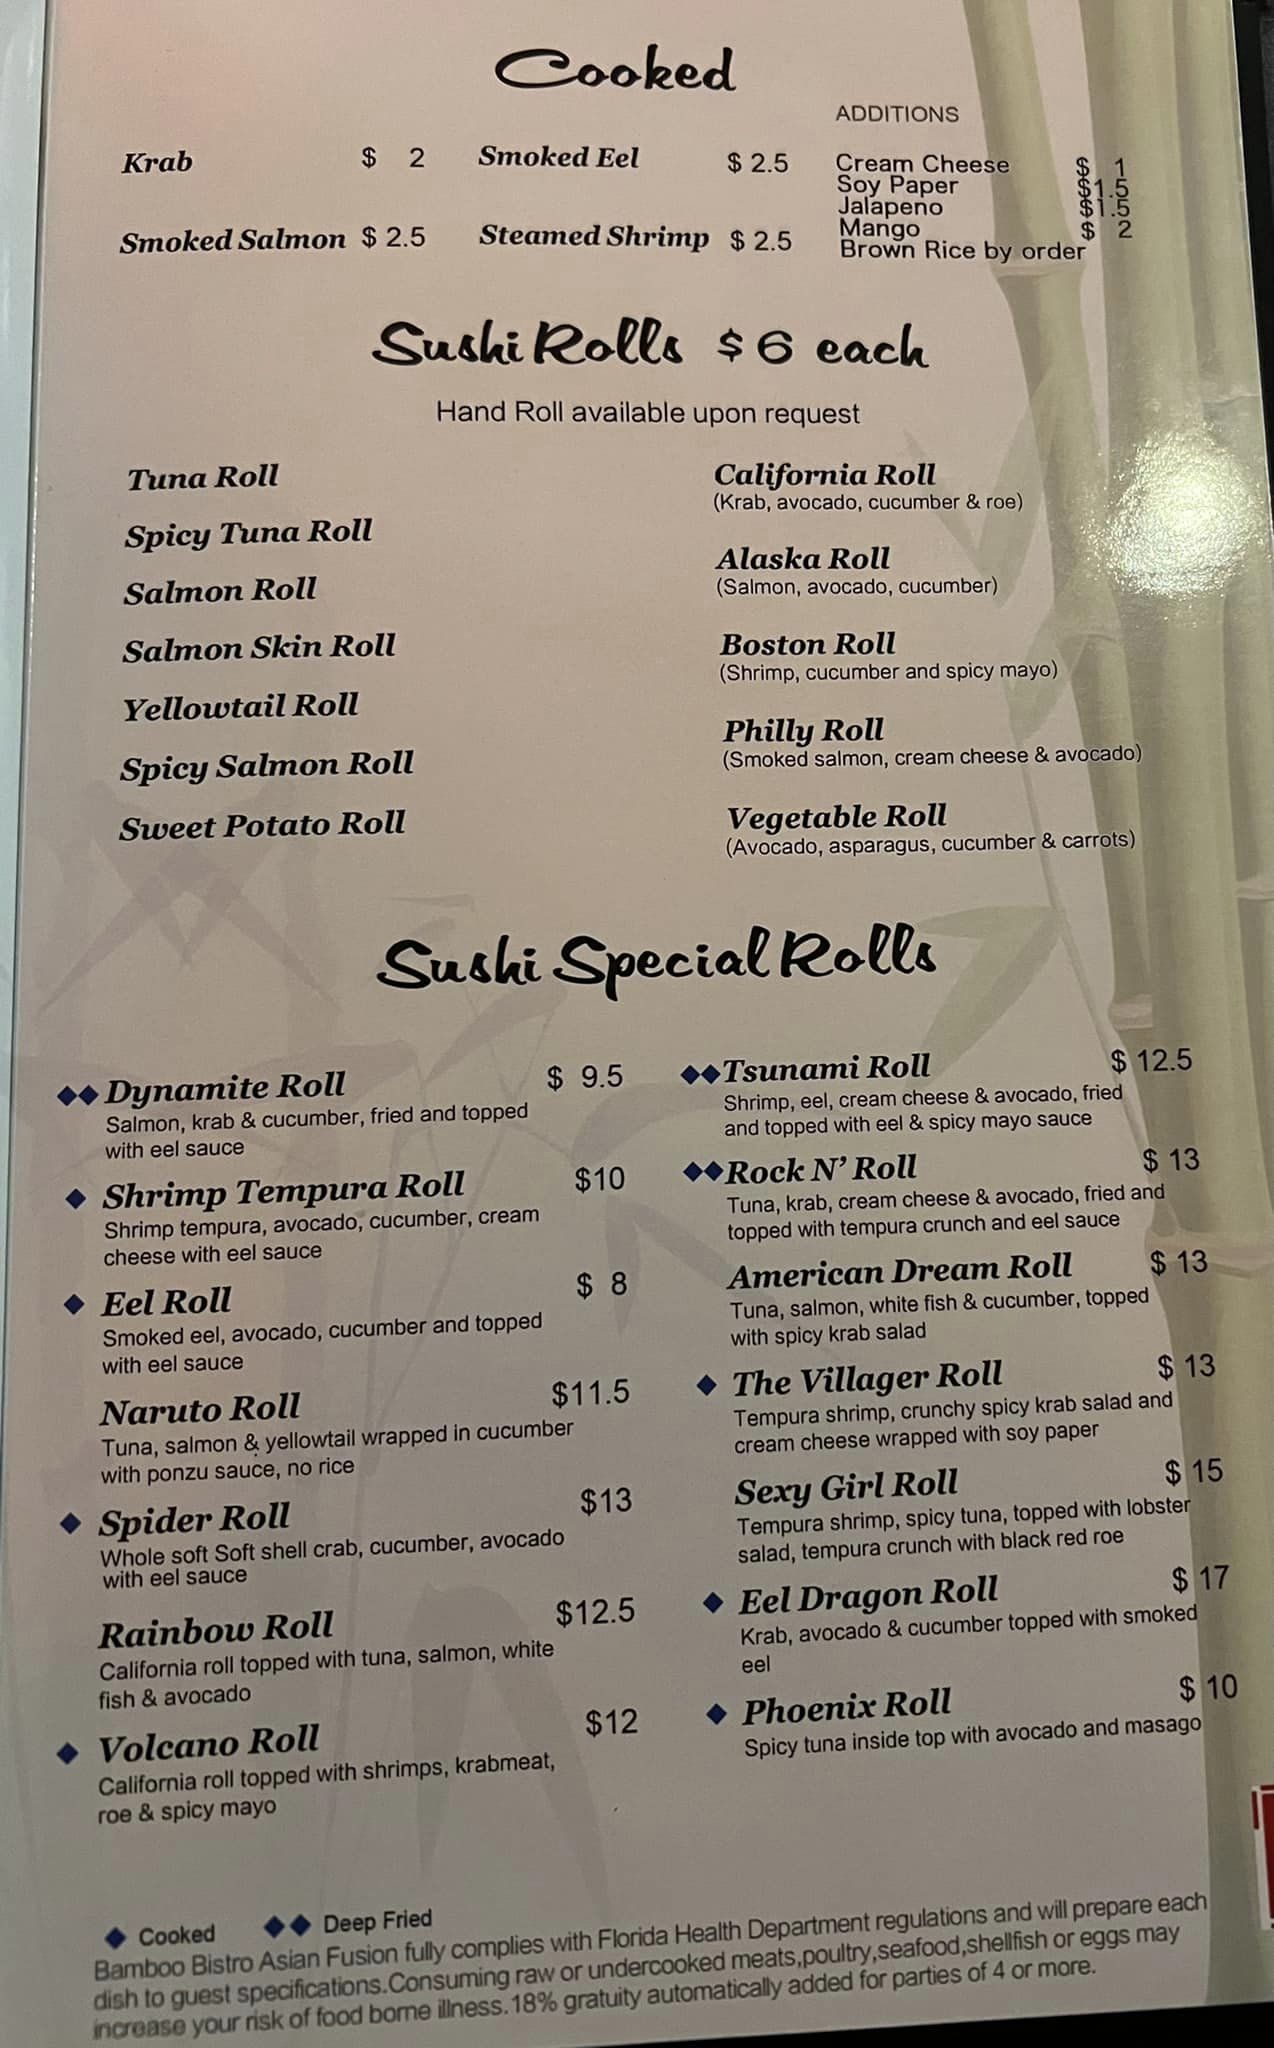 Cooked
ADDITIONS
Krab $ 2
Smoked Eel $ 2.5
Smoked Salmon $ 2.5
Steamed Shrimp $ 2.5
Cream Cheese $ 1
Soy Paper $1.5
Jalapeno $1.5
Mango $ 2
Brown Rice by order
Sushi Rolls $ 6 each
Hand Roll available upon request
Tuna Roll
Spicy Tuna Roll
Salmon Roll
Salmon Skin Roll
Yellowtail Roll
Spicy Salmon Roll
Sweet Potato Roll
California Roll
(Krab, avocado, cucumber & roe)
Alaska Roll
(Salmon, avocado, cucumber)
Boston Roll
(Shrimp, cucumber and spicy mayo)
Philly Roll
(Smoked salmon, cream cheese & avocado)
Vegetable Roll
(Avocado, asparagus, cucumber & carrots)
Sushi Special Rolls
◆◆ Dynamite Roll $ 9.5
Salmon, krab & cucumber, fried and topped
with eel sauce
◆ Shrimp Tempura Roll $10
Shrimp tempura, avocado, cucumber, cream
cheese with eel sauce
◆ Eel Roll $ 8
Smoked eel, avocado, cucumber and topped
with eel sauce
Naruto Roll $11.5
Tuna, salmon & yellowtail wrapped in cucumber
with ponzu sauce, no rice
◆ Spider Roll $13
Whole soft Soft shell crab, cucumber, avocado
with eel sauce
Rainbow Roll $12.5
California roll topped with tuna, salmon, white
fish & avocado
◆ Volcano Roll $12
California roll topped with shrimps, krabmeat,
roe & spicy mayo
◆◆ Tsunami Roll $ 12.5
Shrimp, eel, cream cheese & avocado, fried
and topped with eel & spicy mayo sauce
◆◆ Rock N' Roll $ 13
Tuna, krab, cream cheese & avocado, fried and
topped with tempura crunch and eel sauce
American Dream Roll $ 13
Tuna, salmon, white fish & cucumber, topped
with spicy krab salad
◆ The Villager Roll $ 13
Tempura shrimp, crunchy spicy krab salad and
cream cheese wrapped with soy paper
Sexy Girl Roll $ 15
Tempura shrimp, spicy tuna, topped with lobster
salad, tempura crunch with black red roe
◆ Eel Dragon Roll $ 17
Krab, avocado & cucumber topped with smoked
eel
◆ Phoenix Roll $ 10
Spicy tuna inside top with avocado and masago
◆ Cooked ◆◆ Deep Fried
Bamboo Bistro Asian Fusion fully complies with Florida Health Department regulations and will prepare each
dish to guest specifications.Consuming raw or undercooked meats,poultry,seafood,shellfish or eggs may
increase your risk of food borne illness.18% gratuity automatically added for parties of 4 or more.